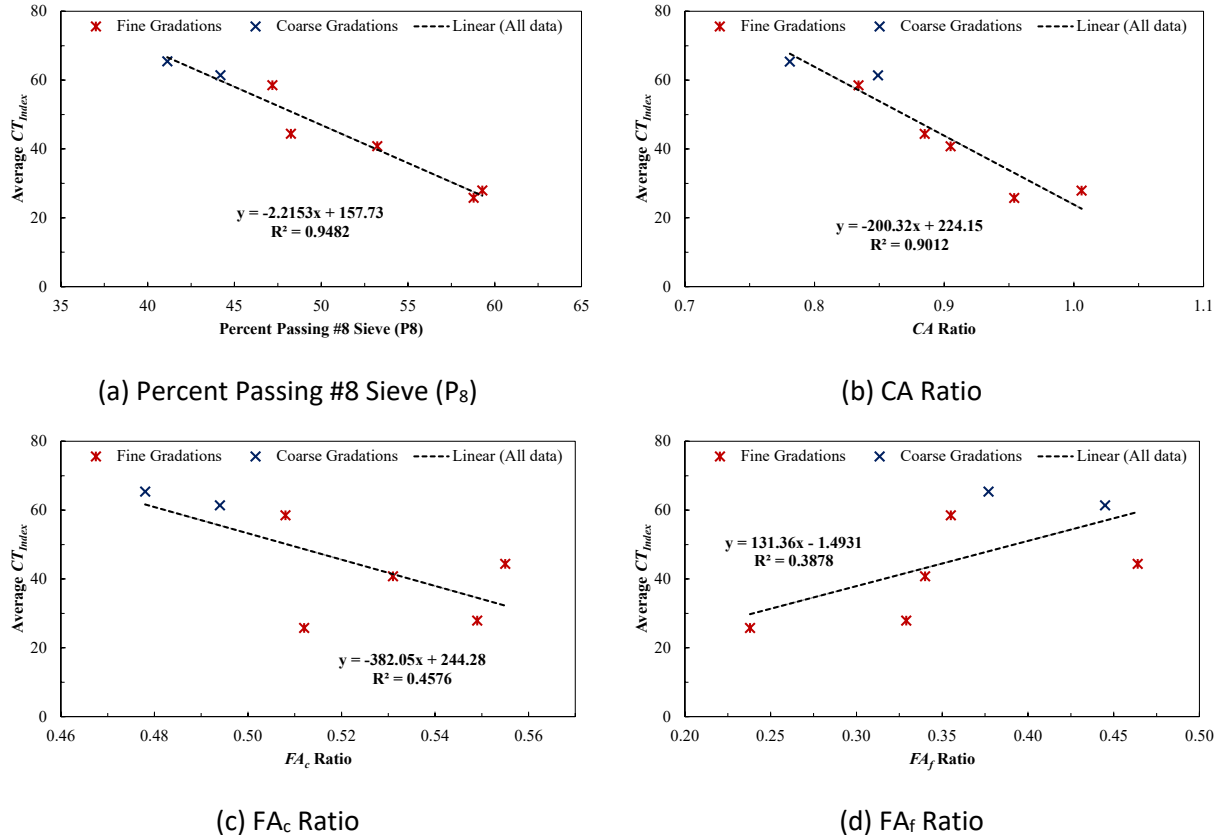 Fine Gradations Coarse Gradations Linear (All data)
80
60
40
20
0
Average CT_Index
y = -2.2153x + 157.73
R² = 0.9482
35 40 45 50 55 60 65
Percent Passing #8 Sieve (P8)
(a) Percent Passing #8 Sieve (P₈)
Fine Gradations Coarse Gradations Linear (All data)
80
60
40
20
0
Average CT_Index
y = -200.32x + 224.15
R² = 0.9012
0.7 0.8 0.9 1.0 1.1
CA Ratio
(b) CA Ratio
Fine Gradations Coarse Gradations Linear (All data)
80
60
40
20
0
Average CT_Index
y = -382.05x + 244.28
R² = 0.4576
0.46 0.48 0.50 0.52 0.54 0.56
FA_c Ratio
(c) FA_c Ratio
Fine Gradations Coarse Gradations Linear (All data)
80
60
40
20
0
Average CT_Index
y = 131.36x - 1.4931
R² = 0.3878
0.20 0.25 0.30 0.35 0.40 0.45 0.50
FA_f Ratio
(d) FA_f Ratio